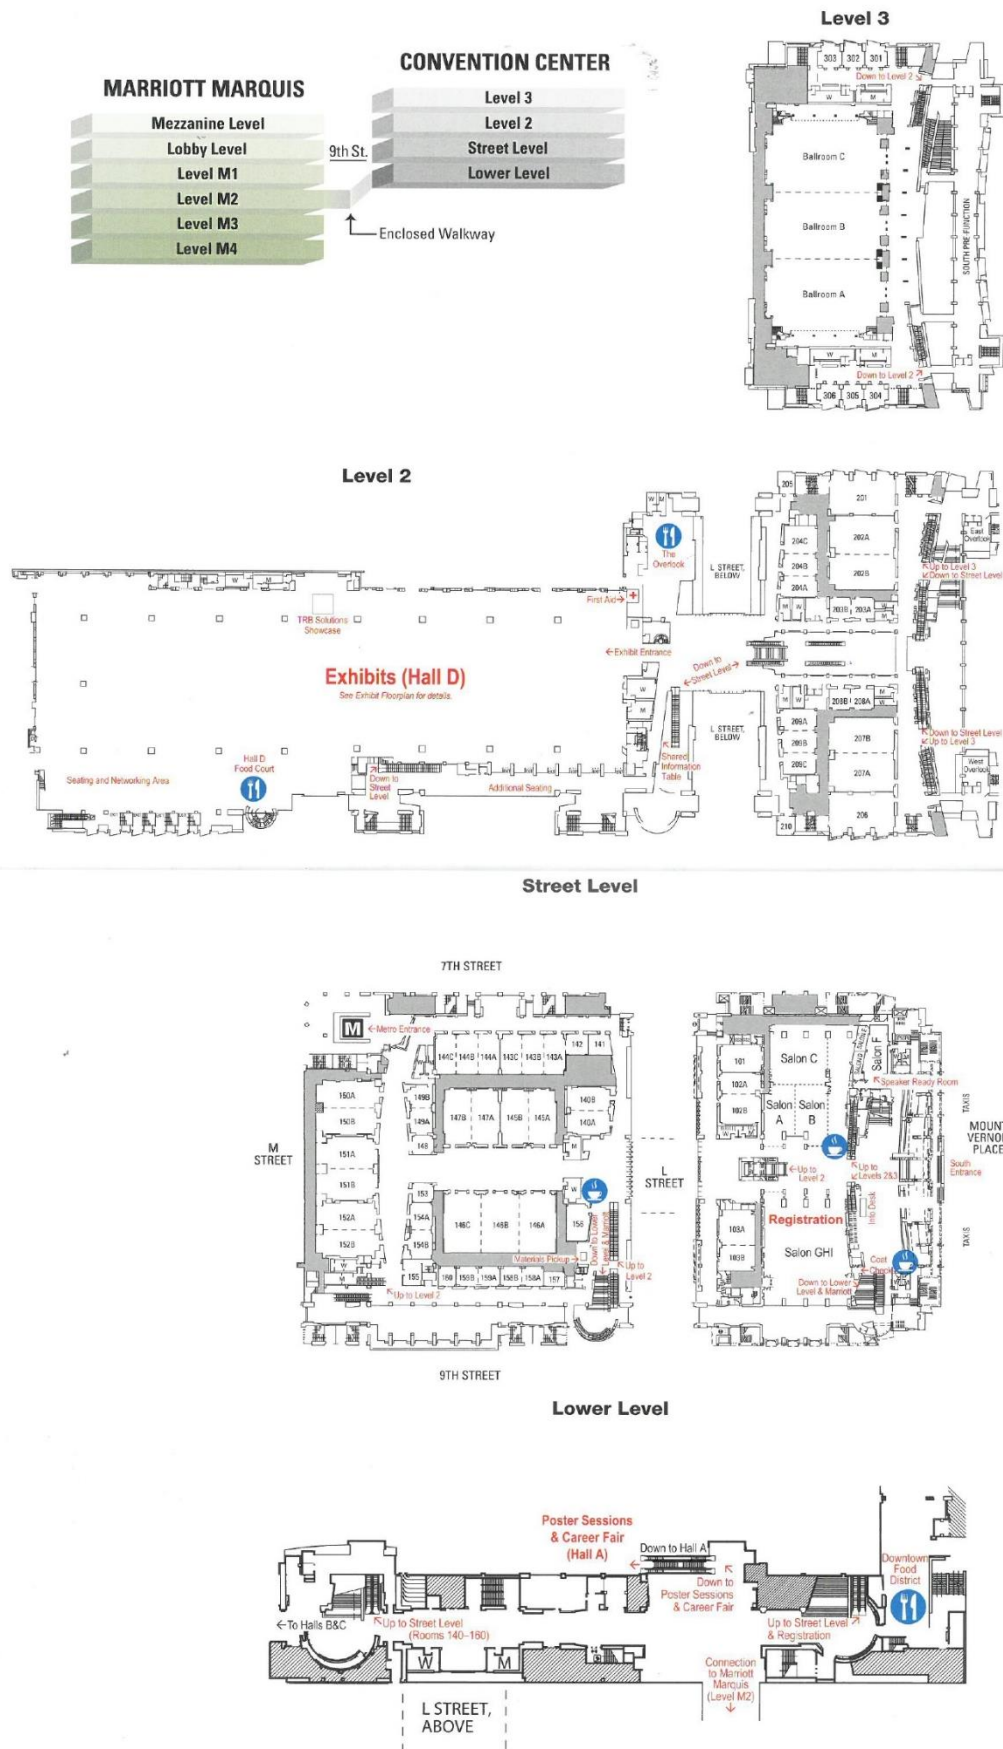 Level 3
MARRIOTT MARQUIS
Mezzanine Level
Lobby Level
Level M1
Level M2
Level M3
Level M4
9th St.
Enclosed Walkway
CONVENTION CENTER
Level 3
Level 2
Street Level
Lower Level
303 302 301
Down to Level 2
W M
Ballroom C
Ballroom B
Ballroom A
SOUTH PRE-FUNCTION
W M
Down to Level 2
306 305 304
Level 2
W M
The
Overlook
First Aid
L STREET,
BELOW
W M
TRB Solutions
Showcase
Exhibit Entrance
Exhibits (Hall D)
See Exhibit Floorplan for details.
Down to
Street Level
W
M
Shared
Information
Table
L STREET,
BELOW
Hall D
Food Court
Seating and Networking Area
Down to
Street
Level
Additional Seating
205
201
204C
202A
204B
202B
204A
203B 203A
East
Overlook
Up to Level 3
Down to Street Level
208B 208A
209A
207B
209B
209C
207A
206
210
Down to Street Level
Up to Level 3
West
Overlook
Street Level
7TH STREET
M
Metro Entrance
144C 144B 144A 143C 143B 143A
142 141
150A
150B
149B
149A
148
147B 147A 145B 145A
140B
140A
M
M
STREET
151A
151B
152A
152B
153
154A
154B
155
146C 146B 146A
W
156
Materials Pickup
160 159B 159A 158B 158A 157
Down to Lower
Level & Marriott
Up to
Level 2
W
M
Up to Level 2
9TH STREET
L
STREET
101
102A
102B
Salon C
Salon
A
Salon
B
Salon F
Speaker Ready Room
TAXIS
MOUNT
VERNON
PLACE
South
Entrance
Up to
Level 2
Up to
Levels 2&3
Info Desk
Registration
103A
103B
Salon GHI
Coat
Check
Down to Lower
Level & Marriott
TAXIS
Lower Level
Poster Sessions
& Career Fair
(Hall A)
Down to Hall A
Down to
Poster Sessions
& Career Fair
Downtown
Food
District
To Halls B&C
Up to Street Level
(Rooms 140–160)
Up to Street Level
& Registration
W M
Connection
to Marriott
Marquis
(Level M2)
L STREET,
ABOVE